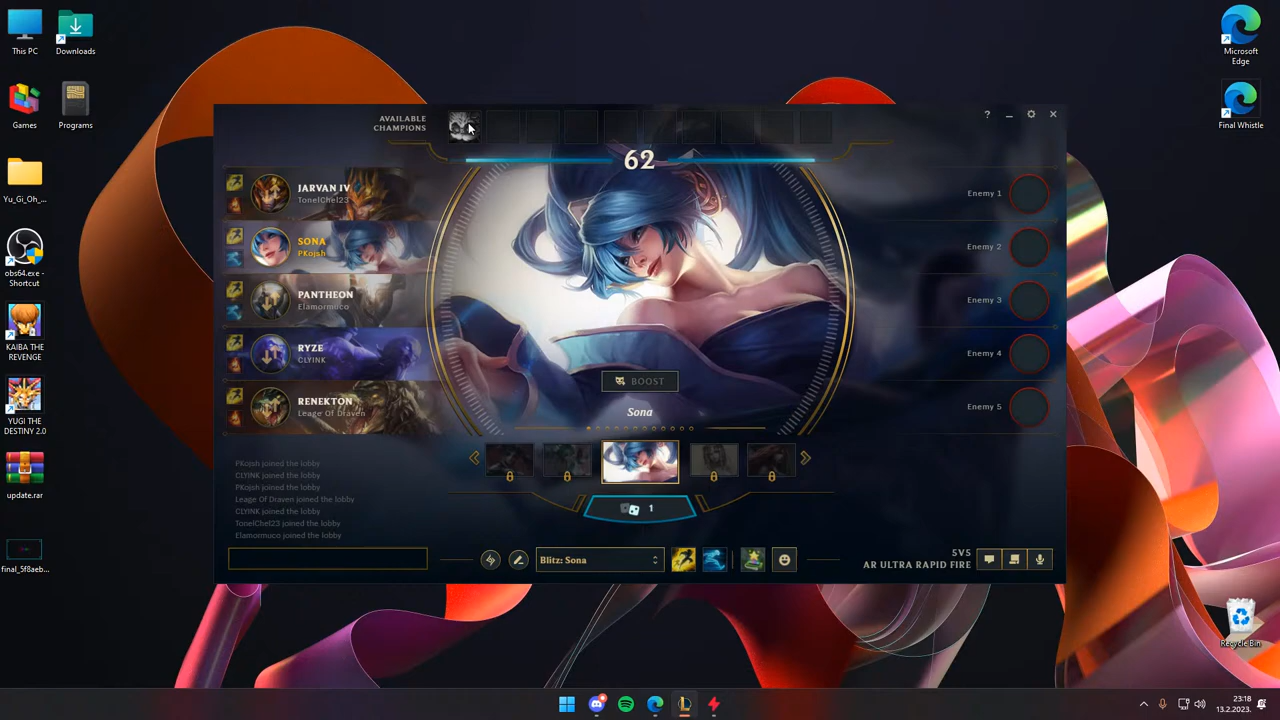 This PC
Downloads
Games
Programs
Yu_Gi_Oh_...
obs64.exe -
Shortcut
KAIBA THE
REVENGE
YUGI THE
DESTINY 2.0
update.rar
final_5f8aeb...
Microsoft
Edge
Final Whistle
Recycle Bin
AVAILABLE
CHAMPIONS
?
62
JARVAN IV
TonelChel23
SONA
PKojsh
PANTHEON
Elamormuco
RYZE
CLYINK
RENEKTON
Leage Of Draven
Enemy 1
Enemy 2
Enemy 3
Enemy 4
Enemy 5
BOOST
Sona
1
PKojsh joined the lobby
CLYINK joined the lobby
PKojsh joined the lobby
Leage Of Draven joined the lobby
CLYINK joined the lobby
TonelChel23 joined the lobby
Elamormuco joined the lobby
Blitz: Sona
5V5
AR ULTRA RAPID FIRE
23:18
13.2.2023.